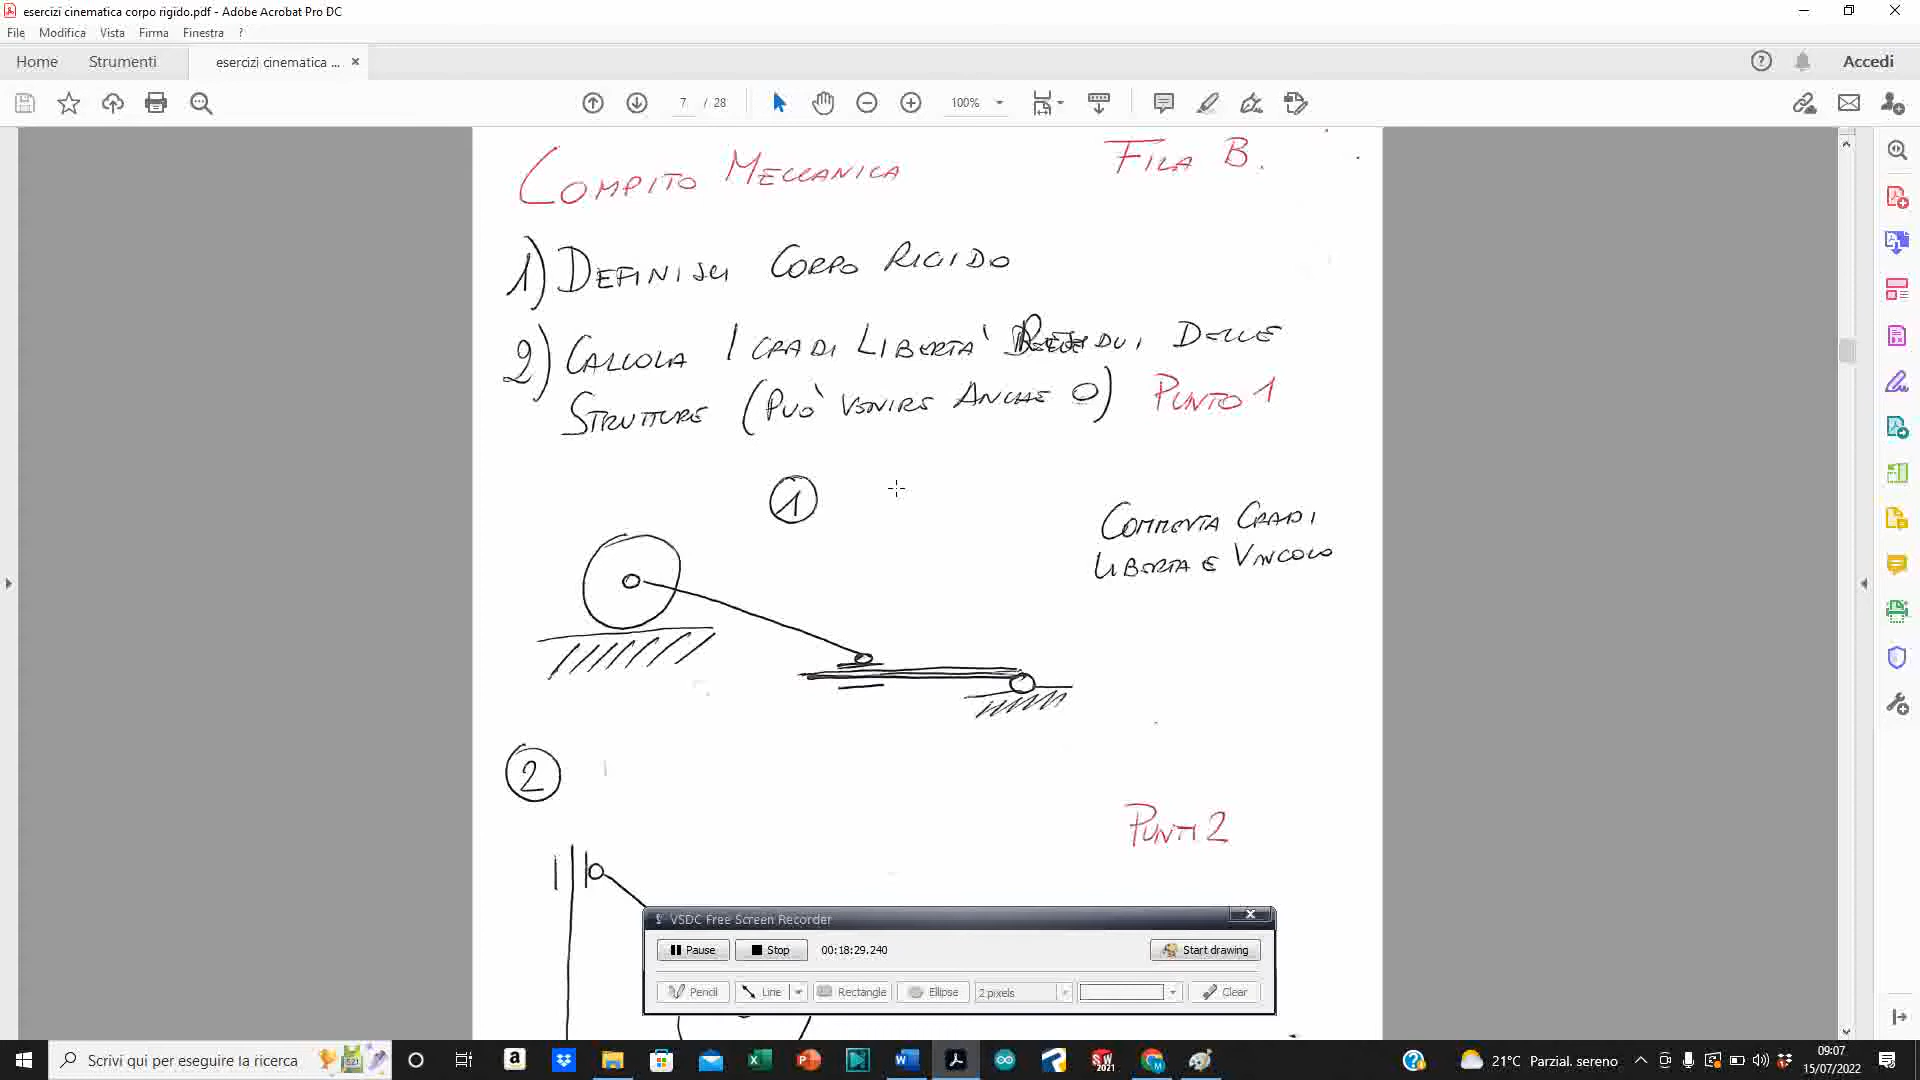 esercizi cinematica corpo rigido.pdf - Adobe Acrobat Pro DC
File Modifica Vista Firma Finestra ?
Home Strumenti esercizi cinematica ... × Accedi
7 / 28 100%
COMPITO MECCANICA FILA B.
1) DEFINISCI CORPO RIGIDO
2) CALCOLA I GRADI LIBERTA' RESIDUI DELLE
STRUTTURE (PUÒ VENIRE ANCHE 0) PUNTO 1
1
COMMENTA GRADI
LIBERTA E VINCOLO
2
PUNTI 2
VSDC Free Screen Recorder
Pause Stop 00:18:29.240 Start drawing
Pencil Line Rectangle Ellipse 2 pixels Clear
Scrivi qui per eseguire la ricerca 21°C Parzial. sereno 09:07
15/07/2022